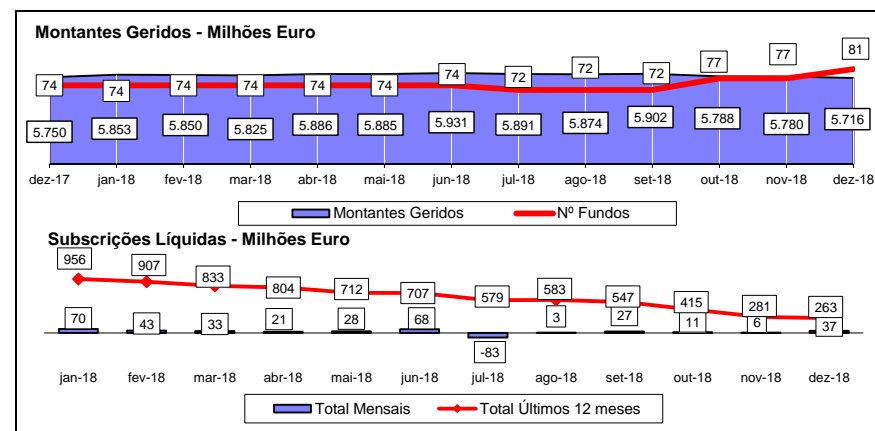 Montantes Geridos - Milhões Euro
74 74 74 74 74 74 74 72 72 72 77 77 81
5.750 5.853 5.850 5.825 5.886 5.885 5.931 5.891 5.874 5.902 5.788 5.780 5.716
dez-17 jan-18 fev-18 mar-18 abr-18 mai-18 jun-18 jul-18 ago-18 set-18 out-18 nov-18 dez-18
Montantes Geridos Nº Fundos
Subscrições Líquidas - Milhões Euro
956 907 833 804 712 707 579 583 547 415 281 263
70 43 33 21 28 68 -83 3 27 11 6 37
jan-18 fev-18 mar-18 abr-18 mai-18 jun-18 jul-18 ago-18 set-18 out-18 nov-18 dez-18
Total Mensais Total Últimos 12 meses